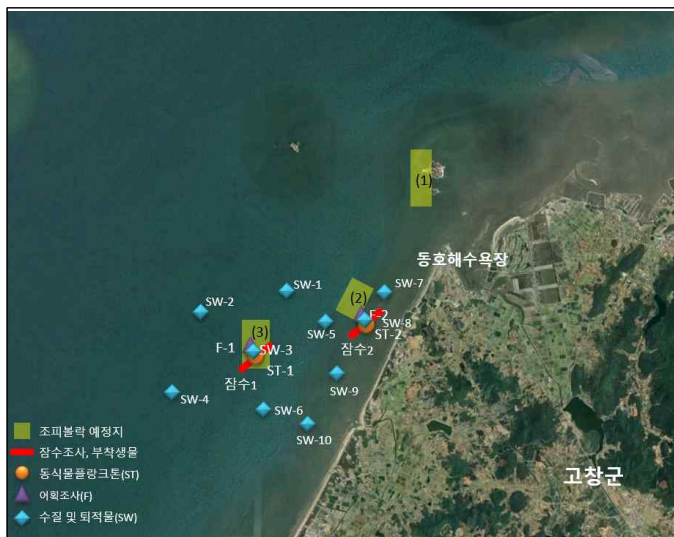 (1)
동호해수욕장
SW-1
(2)
SW-7
SW-2
F-2
SW-8
SW-5
ST-2
(3)
F-1
SW-3
잠수2
ST-1
SW-9
잠수1
SW-4
SW-6
SW-10
고창군
조피볼락 예정지
잠수조사, 부착생물
동식물플랑크톤(ST)
어획조사(F)
수질 및 퇴적물(SW)